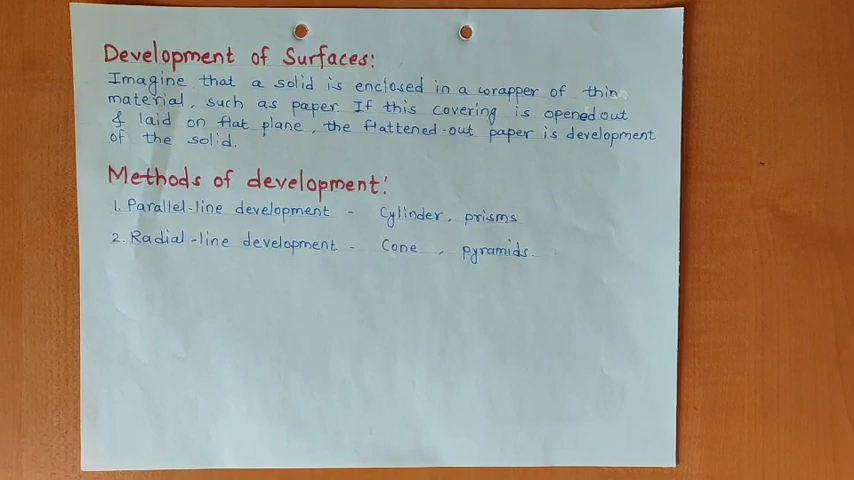 Development of Surfaces:
Imagine that a solid is enclosed in a wrapper of thin
material, such as paper. If this covering is opened out
& laid on flat plane, the flattened-out paper is development
of the solid.
Methods of development:
1. Parallel-line development - Cylinder, prisms
2. Radial-line development - Cone, pyramids.